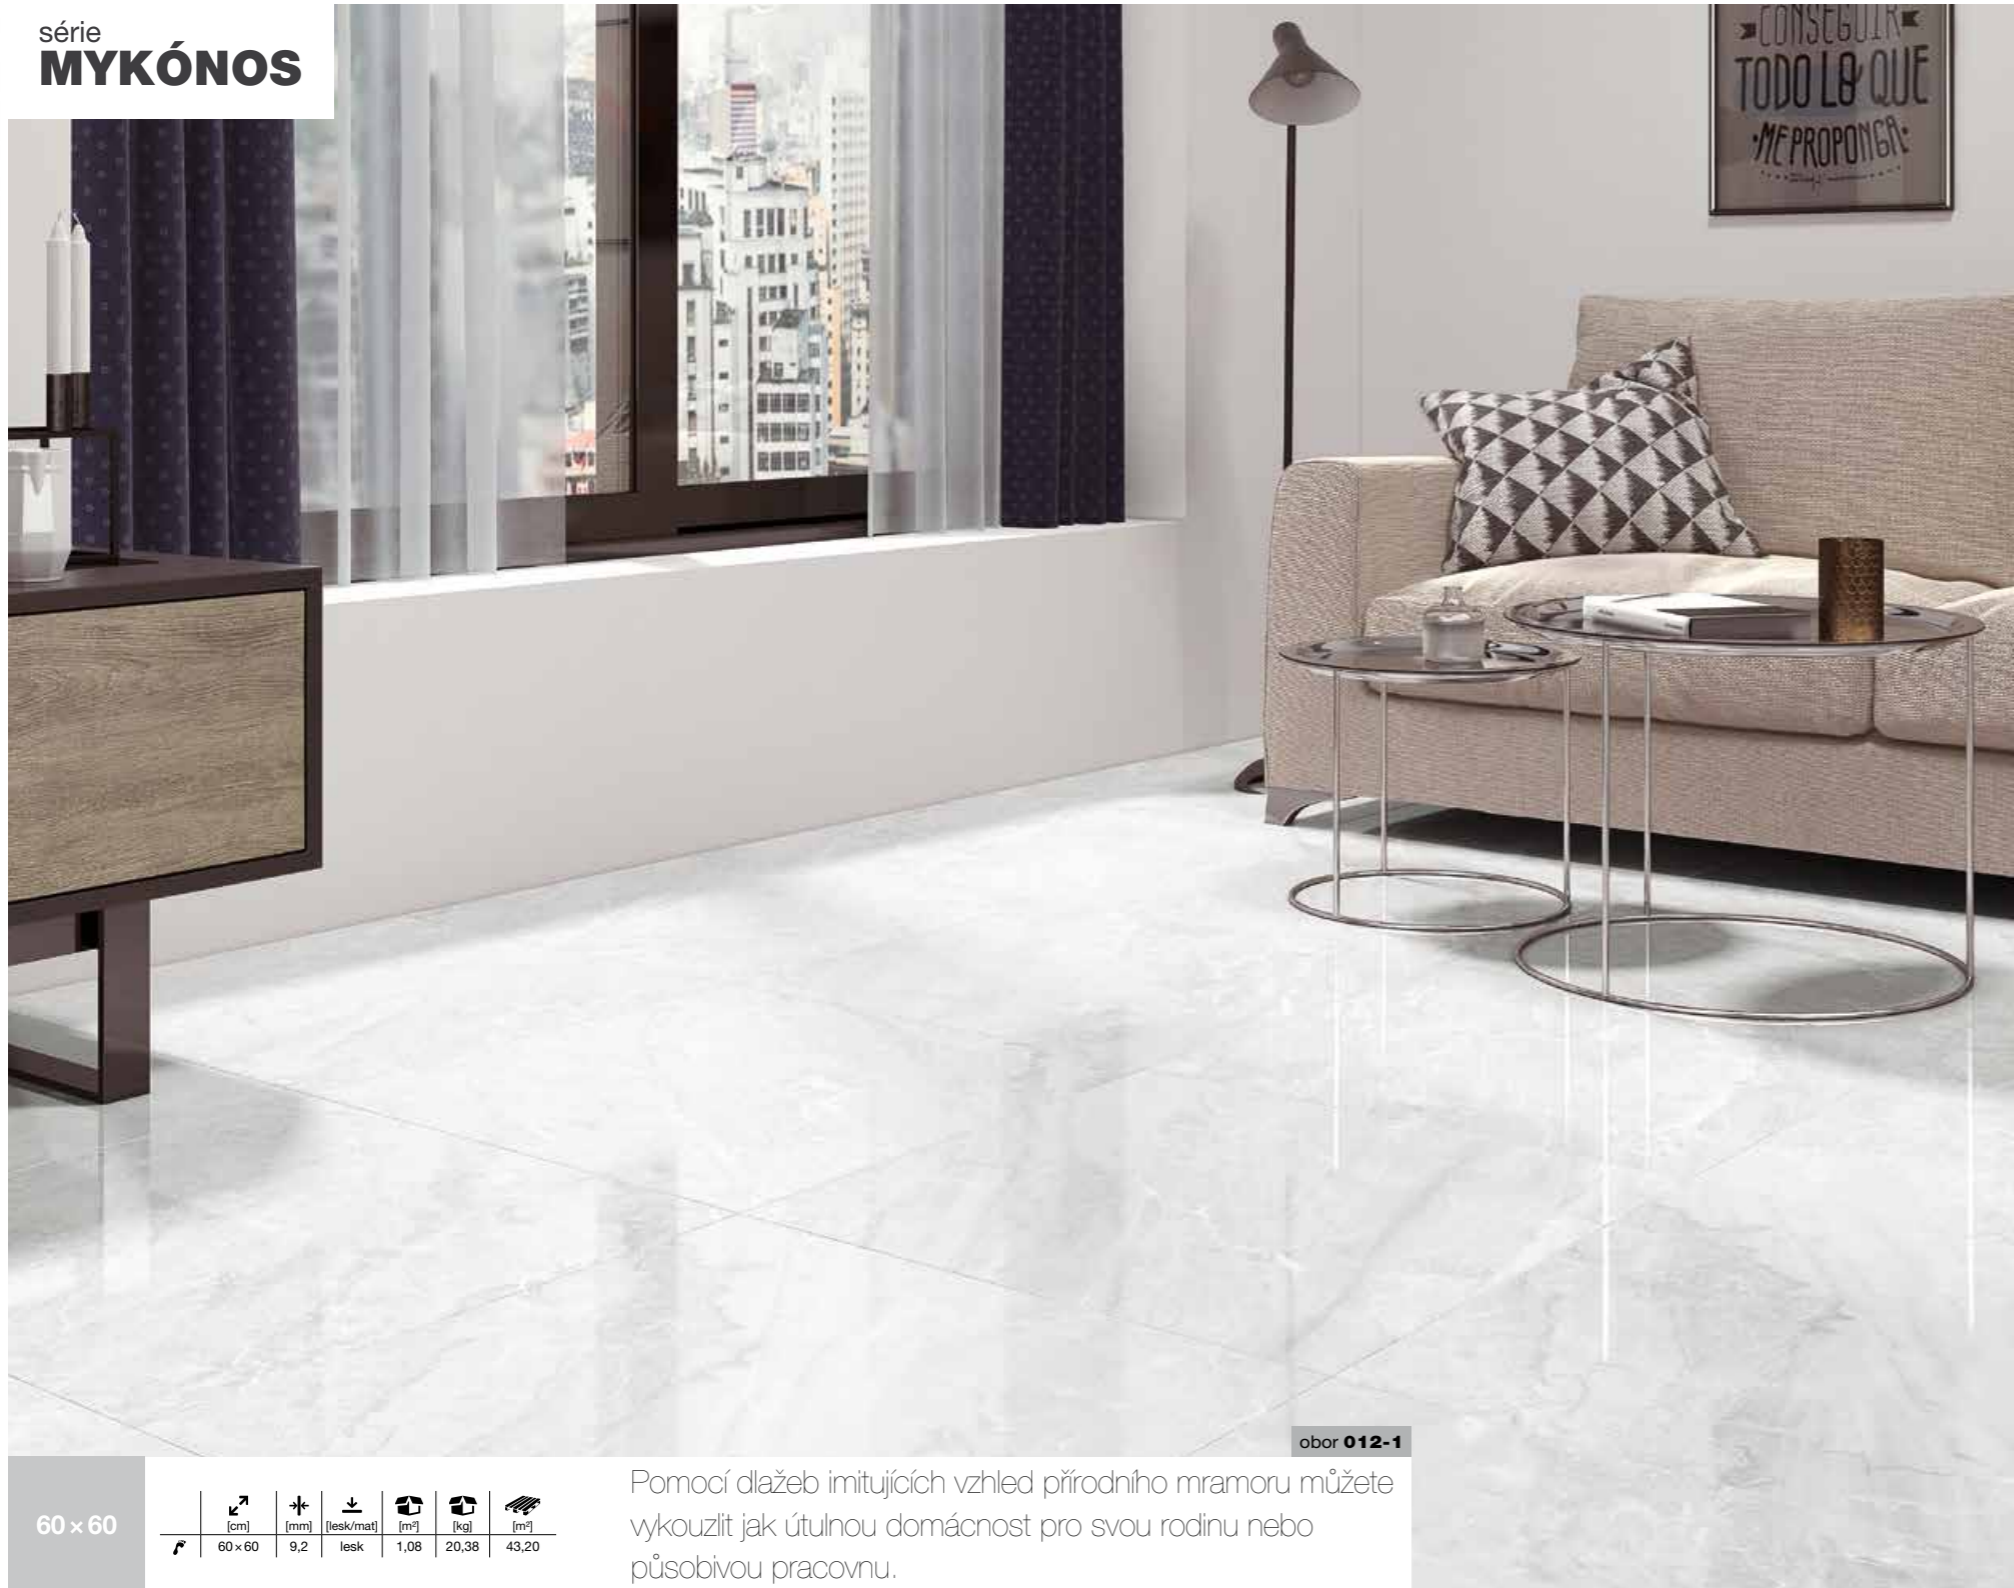 série
MYKÓNOS
CONSEGUIR
TODO LO QUE
·ME PROPONGA·
obor 012-1
60×60
[cm] [mm] [lesk/mat] [m²] [kg] [m²]
60×60 9,2 lesk 1,08 20,38 43,20
Pomocí dlažeb imitujících vzhled přírodního mramoru můžete
vykouzlit jak útulnou domácnost pro svou rodinu nebo
působivou pracovnu.